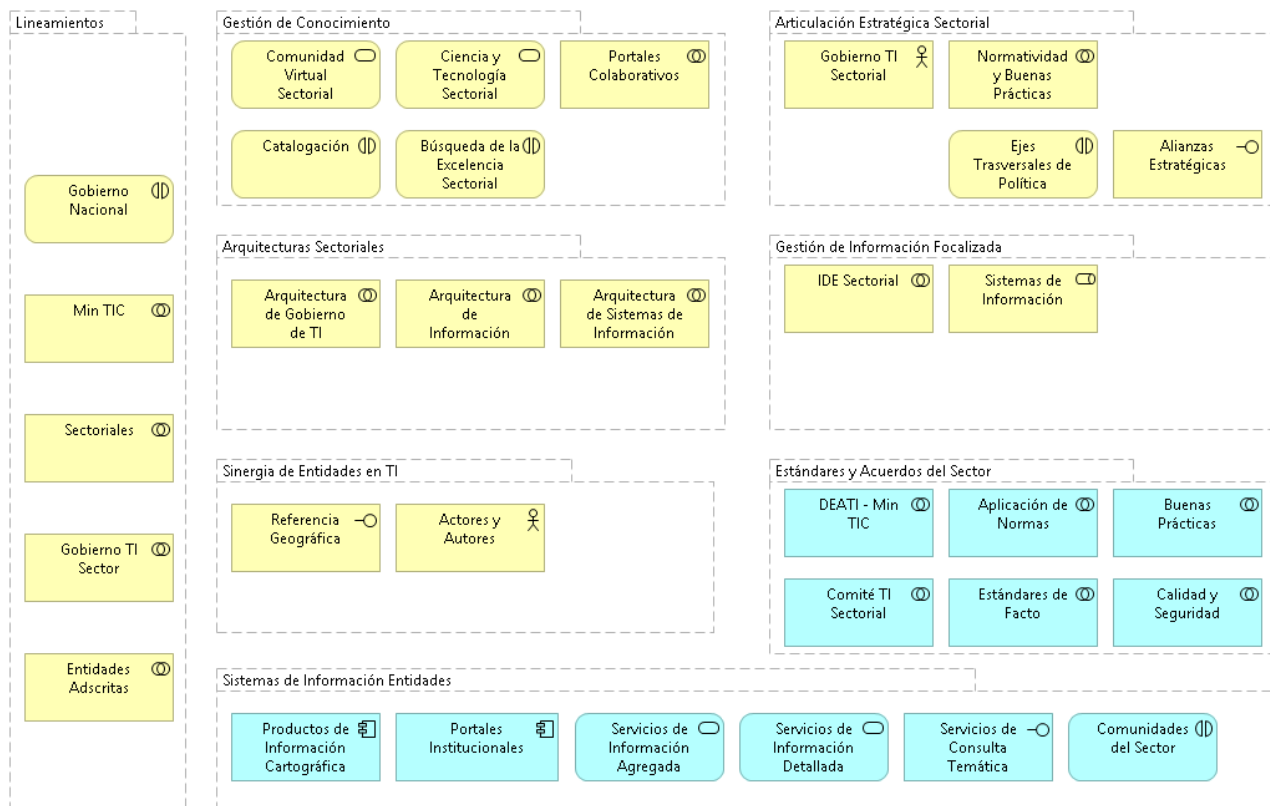 Lineamientos
Gobierno
Nacional
Min TIC
Sectoriales
Gobierno TI
Sector
Entidades
Adscritas
Gestión de Conocimiento
Comunidad
Virtual
Sectorial
Ciencia y
Tecnología
Sectorial
Portales
Colaborativos
Catalogación
Búsqueda de la
Excelencia
Sectorial
Articulación Estratégica Sectorial
Gobierno TI
Sectorial
Normatividad
y Buenas
Prácticas
Ejes
Trasversales de
Política
Alianzas
Estratégicas
Arquitecturas Sectoriales
Arquitectura
de Gobierno
de TI
Arquitectura
de
Información
Arquitectura
de Sistemas de
Información
Gestión de Información Focalizada
IDE Sectorial
Sistemas de
Información
Sinergia de Entidades en TI
Referencia
Geográfica
Actores y
Autores
Estándares y Acuerdos del Sector
DEATI - Min
TIC
Aplicación de
Normas
Buenas
Prácticas
Comité TI
Sectorial
Estándares de
Facto
Calidad y
Seguridad
Sistemas de Información Entidades
Productos de
Información
Cartográfica
Portales
Institucionales
Servicios de
Información
Agregada
Servicios de
Información
Detallada
Servicios de
Consulta
Temática
Comunidades
del Sector